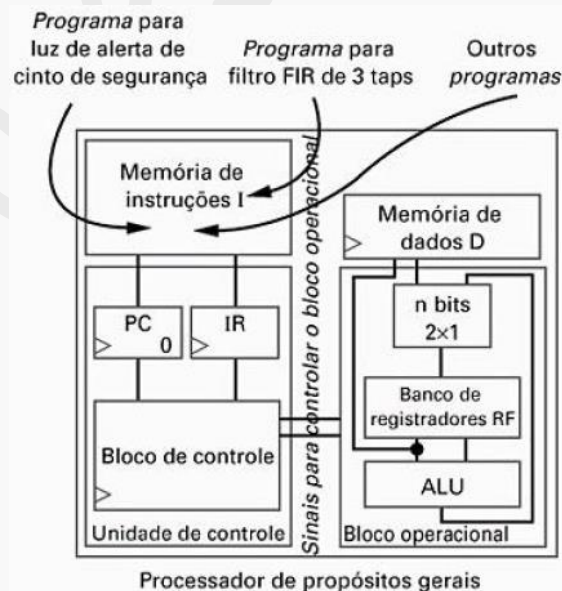 Programa para
luz de alerta de
cinto de segurança
Programa para
filtro FIR de 3 taps
Outros
programas
Memória de
instruções I
Sinais para controlar o bloco operacional
Memória de
dados D
PC
0
IR
n bits
2×1
Banco de
registradores RF
Bloco de controle
ALU
Unidade de controle
Bloco operacional
Processador de propósitos gerais